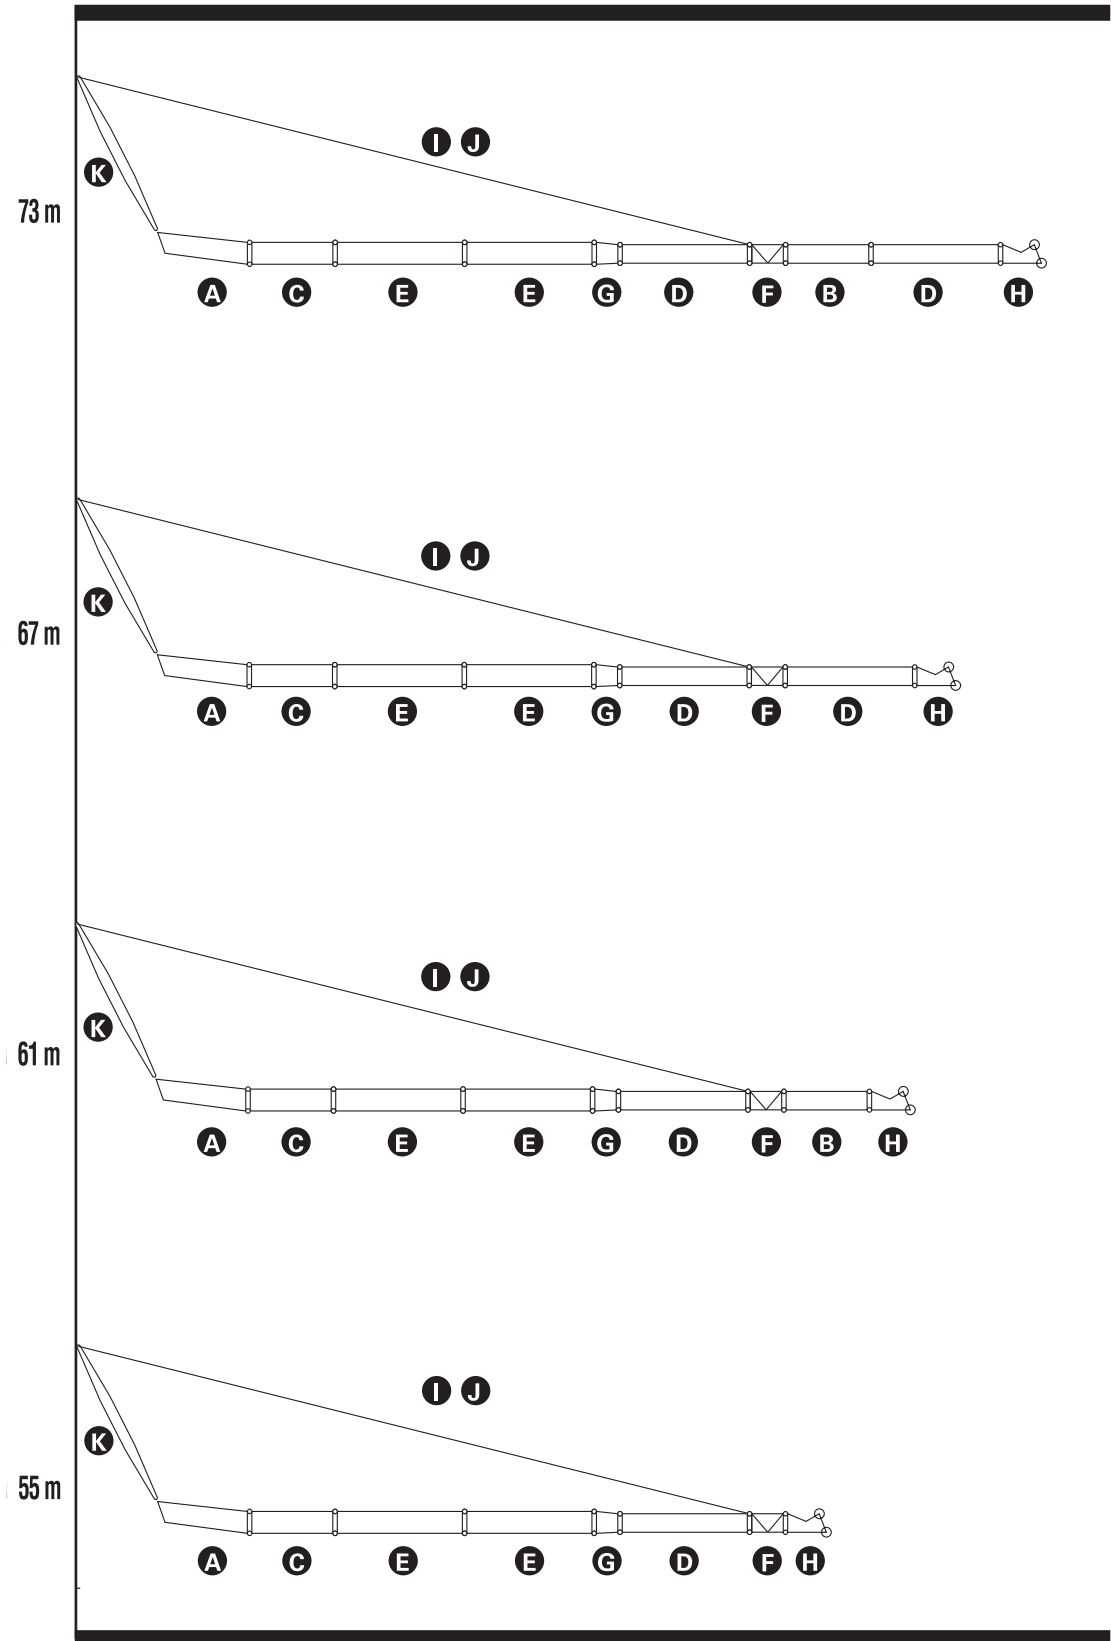 I J
K
73 m
A C E E G D F B D H
I J
K
67 m
A C E E G D F D H
I J
K
61 m
A C E E G D F B H
I J
K
55 m
A C E E G D F H